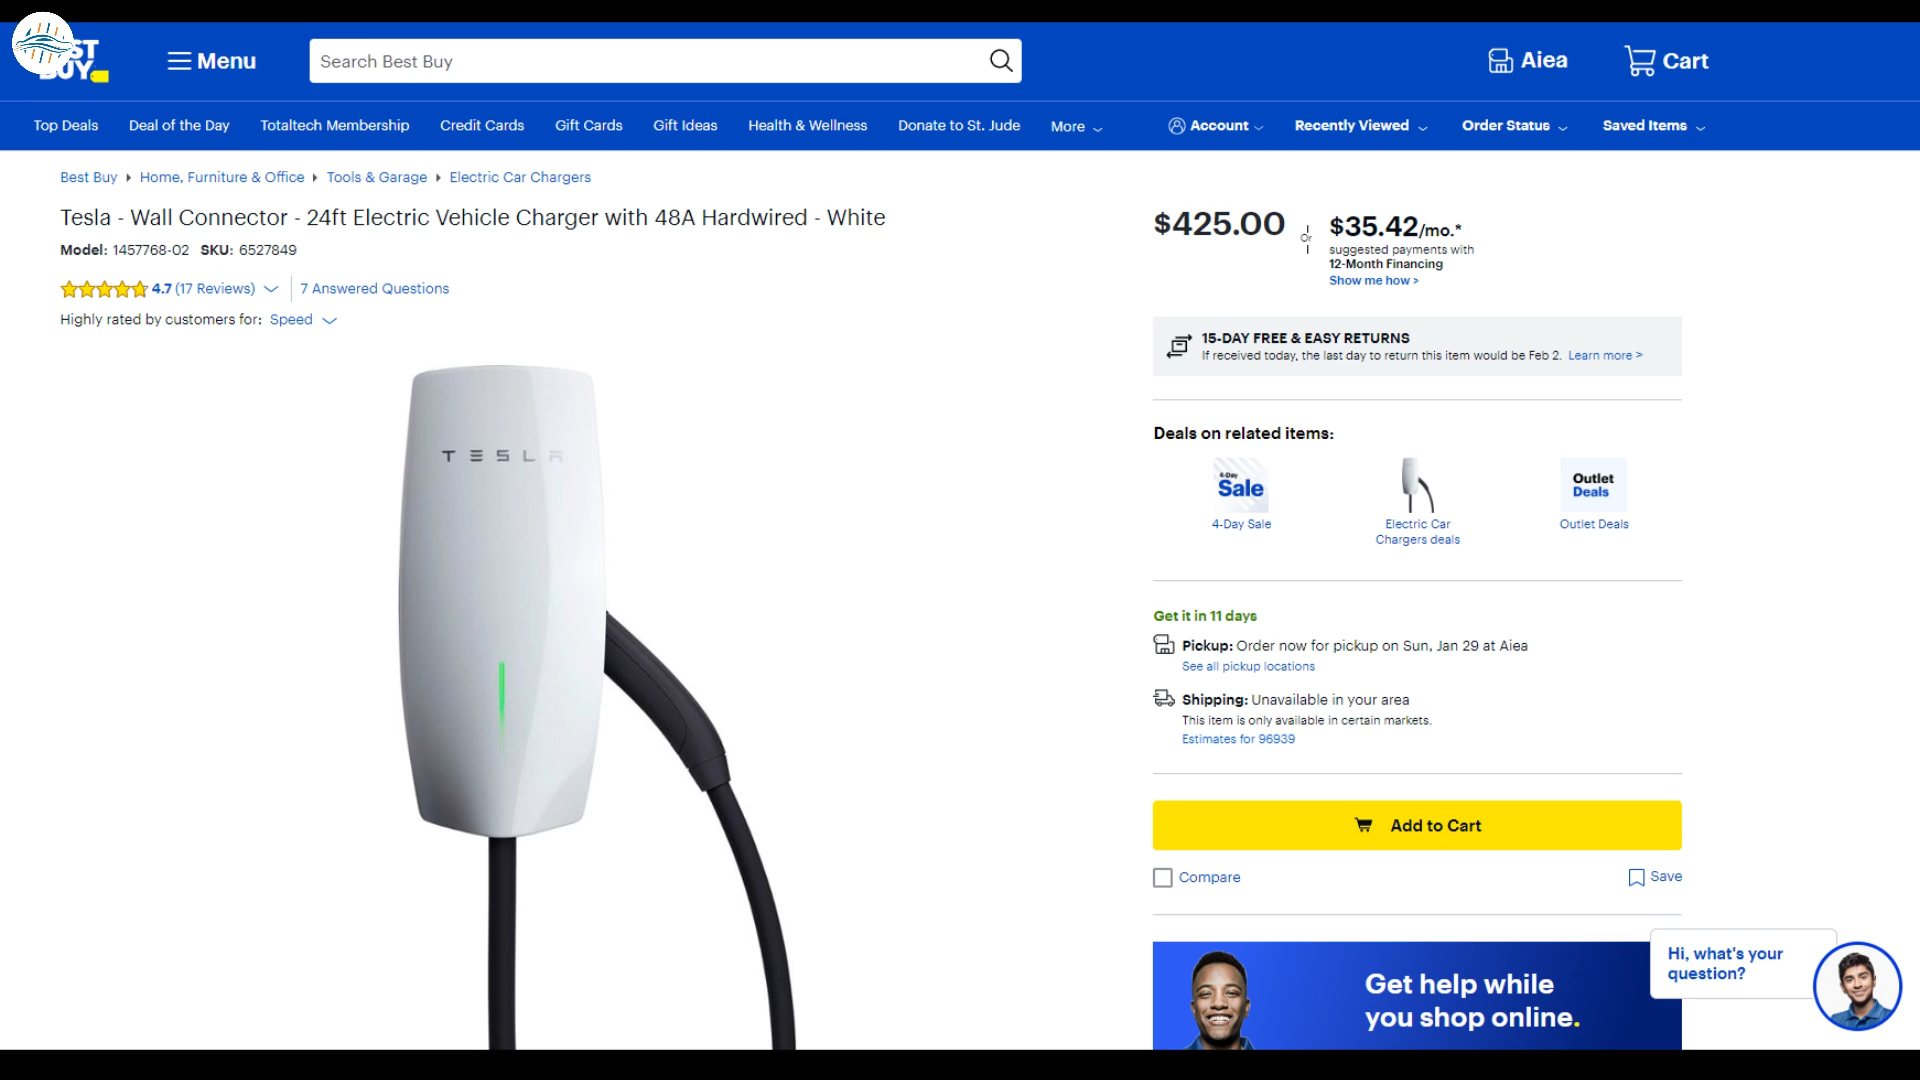 ST
BUY
Menu
Search Best Buy
Aiea
Cart
Top Deals
Deal of the Day
Totaltech Membership
Credit Cards
Gift Cards
Gift Ideas
Health & Wellness
Donate to St. Jude
More
Account
Recently Viewed
Order Status
Saved Items
Best Buy
Home, Furniture & Office
Tools & Garage
Electric Car Chargers
Tesla - Wall Connector - 24ft Electric Vehicle Charger with 48A Hardwired - White
Model: 1457768-02 SKU: 6527849
4.7 (17 Reviews)
7 Answered Questions
Highly rated by customers for: Speed
TESLA
$425.00
Or
$35.42/mo.*
suggested payments with
12-Month Financing
Show me how >
15-DAY FREE & EASY RETURNS
If received today, the last day to return this item would be Feb 2. Learn more >
Deals on related items:
4-Day
Sale
4-Day Sale
Electric Car
Chargers deals
Outlet
Deals
Outlet Deals
Get it in 11 days
Pickup: Order now for pickup on Sun, Jan 29 at Aiea
See all pickup locations
Shipping: Unavailable in your area
This item is only available in certain markets.
Estimates for 96939
Add to Cart
Compare
Save
Get help while
you shop online.
Hi, what's your
question?